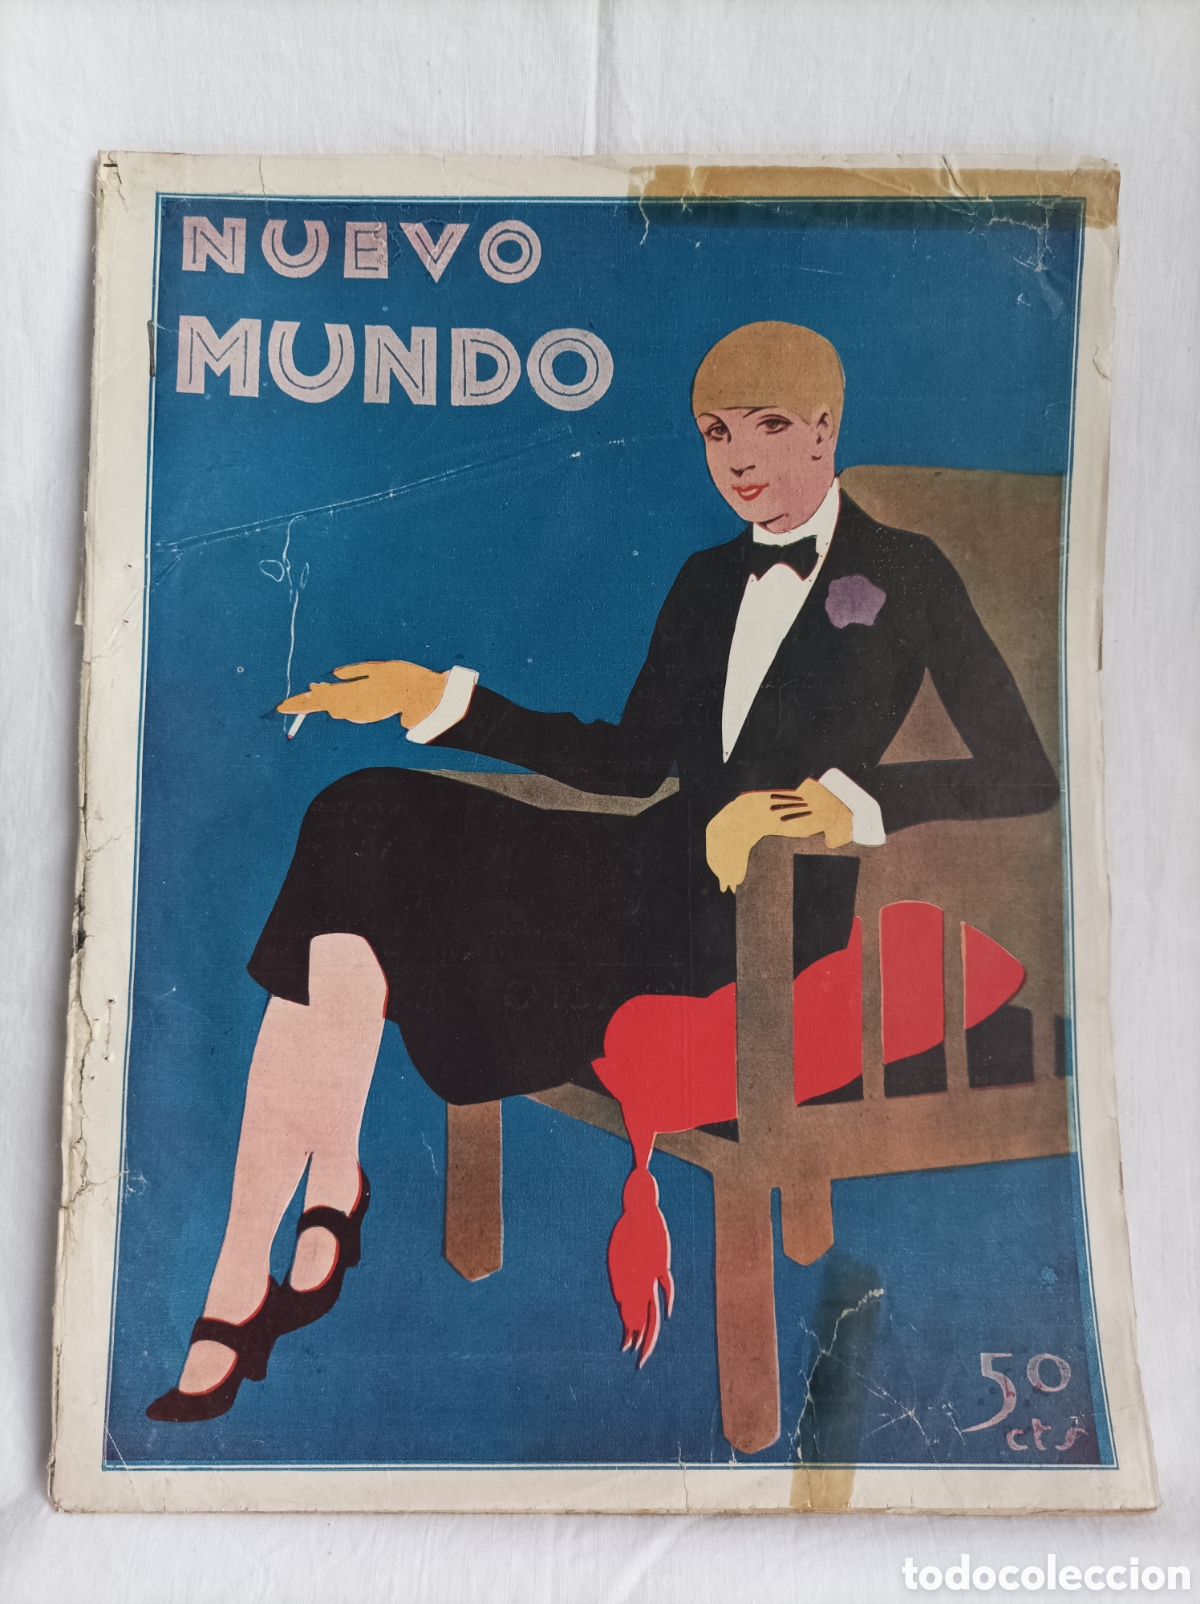 NUEVO
MUNDO
50
cts
todocoleccion